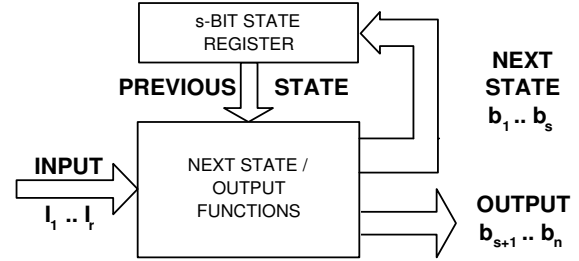 s-BIT STATE
REGISTER
PREVIOUS STATE
NEXT
STATE
b₁ .. bₛ
INPUT
I₁ .. Iᵣ
NEXT STATE /
OUTPUT
FUNCTIONS
OUTPUT
bₛ₊₁ .. bₙ